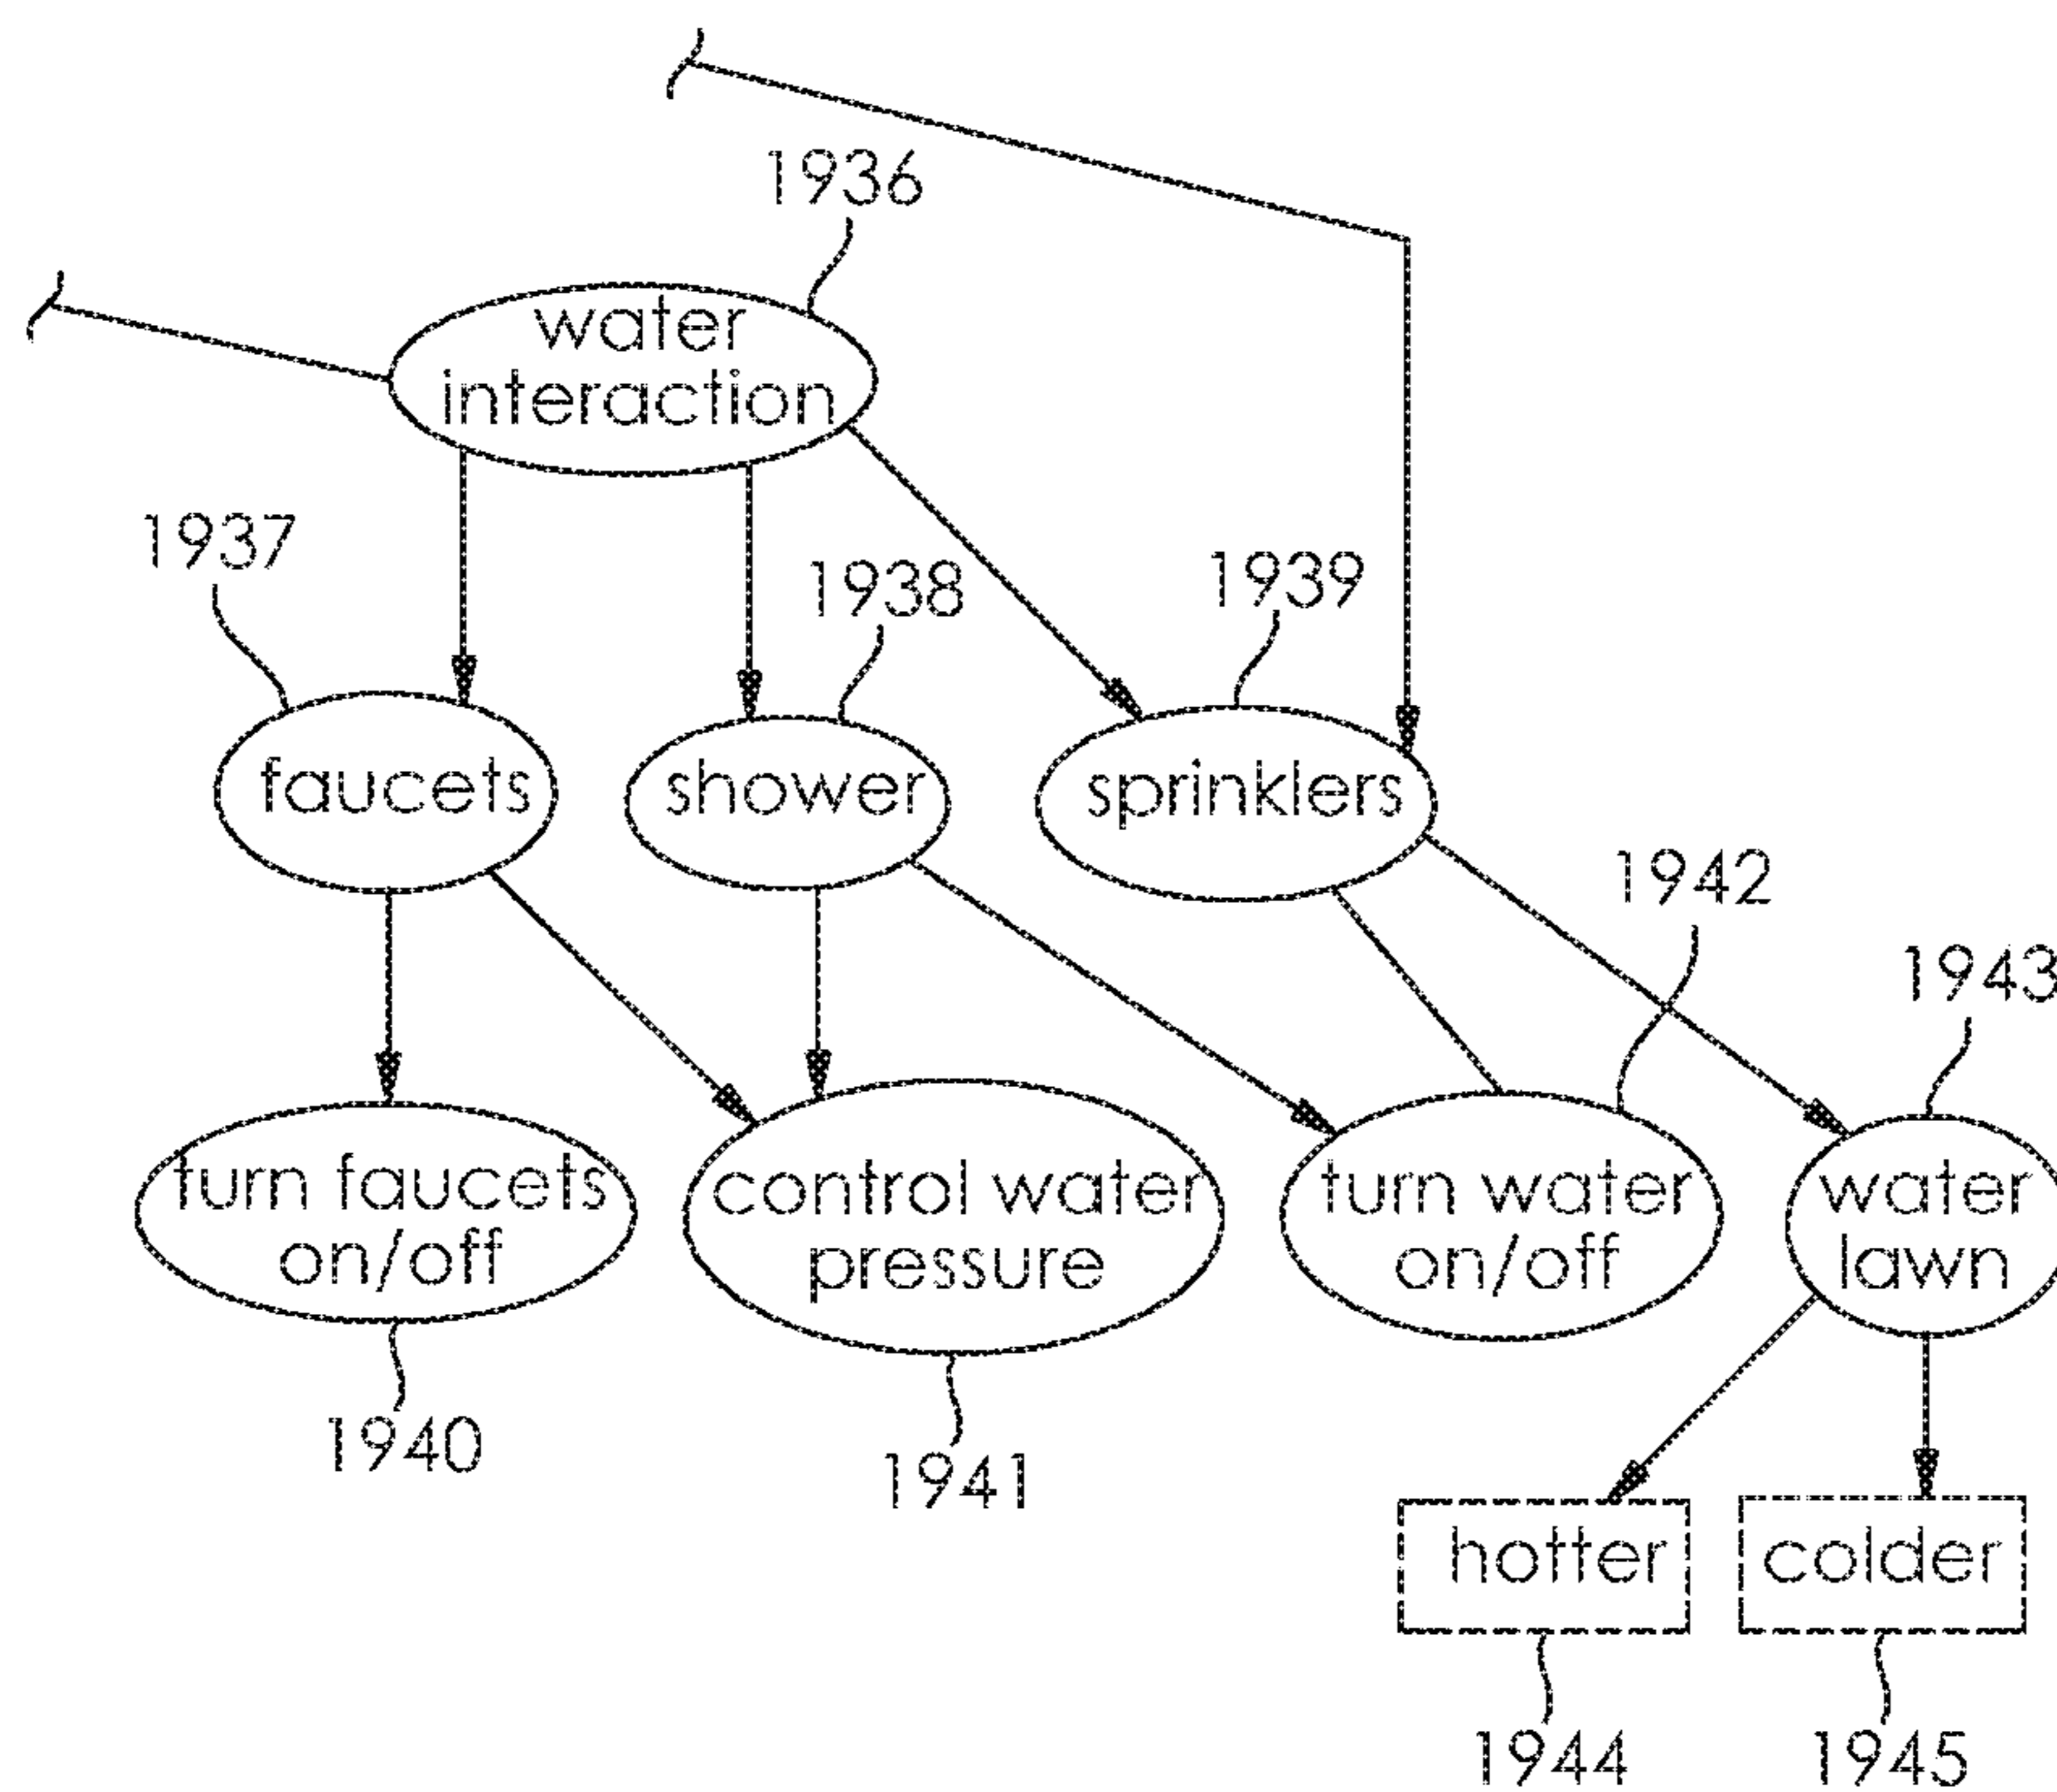 1936
water
interaction
1937
1938
1939
faucets
shower
sprinklers
1942
1943
turn faucets
on/off
control water
pressure
turn water
on/off
water
lawn
1940
1941
hotter
colder
1944
1945